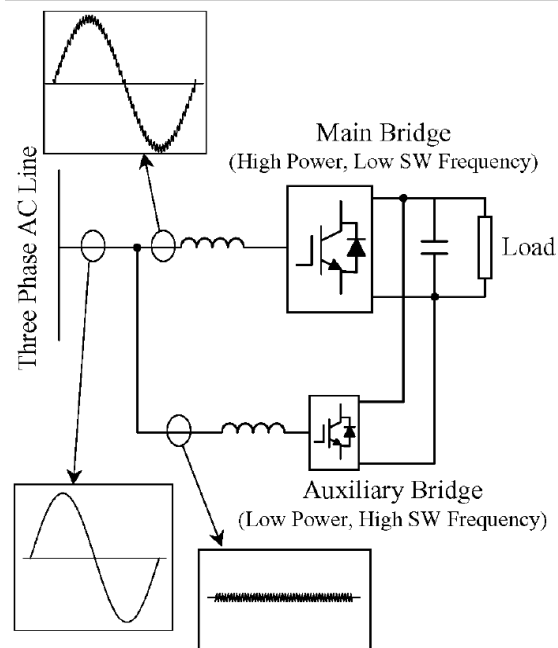 Main Bridge
(High Power, Low SW Frequency)
Three Phase AC Line
Load
Auxiliary Bridge
(Low Power, High SW Frequency)